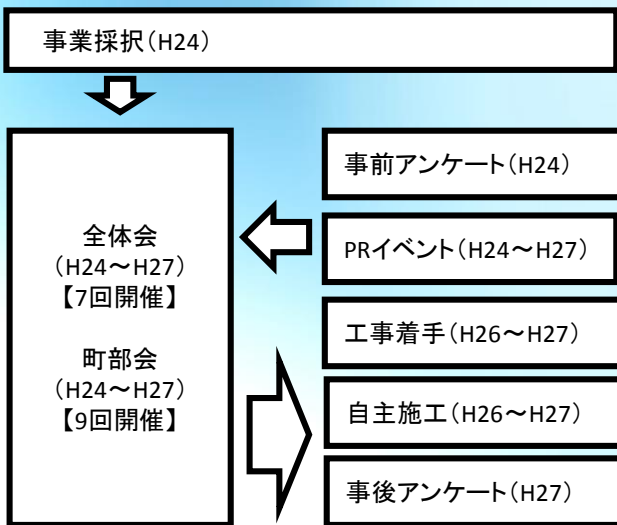 事業採択(H24)
全体会
(H24～H27)
【7回開催】
町部会
(H24～H27)
【9回開催】
事前アンケート(H24)
PRイベント(H24～H27)
工事着手(H26～H27)
自主施工(H26～H27)
事後アンケート(H27)